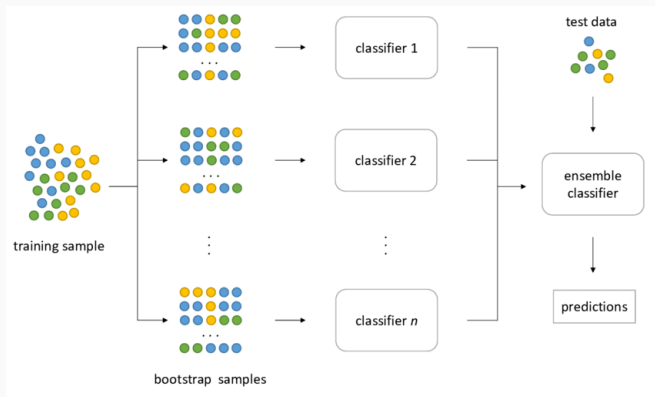 test data
classifier 1
. . .
classifier 2
. . .
ensemble
classifier
training sample
predictions
classifier n
. . .
bootstrap samples